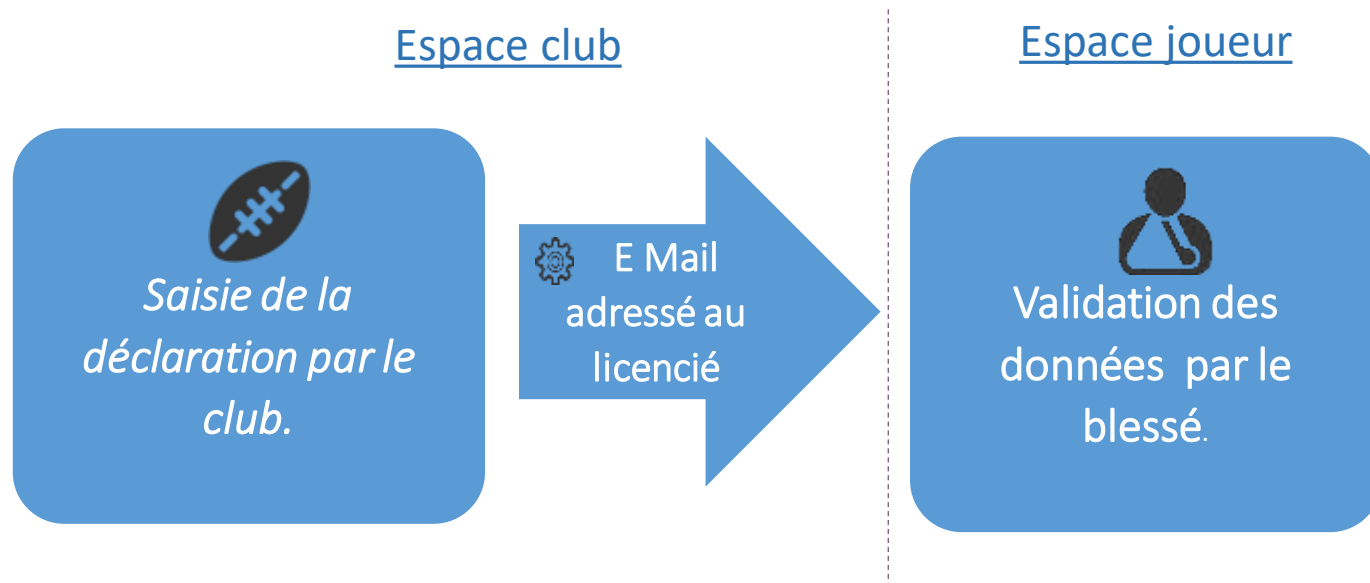 Espace club
Saisie de la
déclaration par le
club.
E Mail
adressé au
licencié
Espace joueur
Validation des
données par le
blessé.